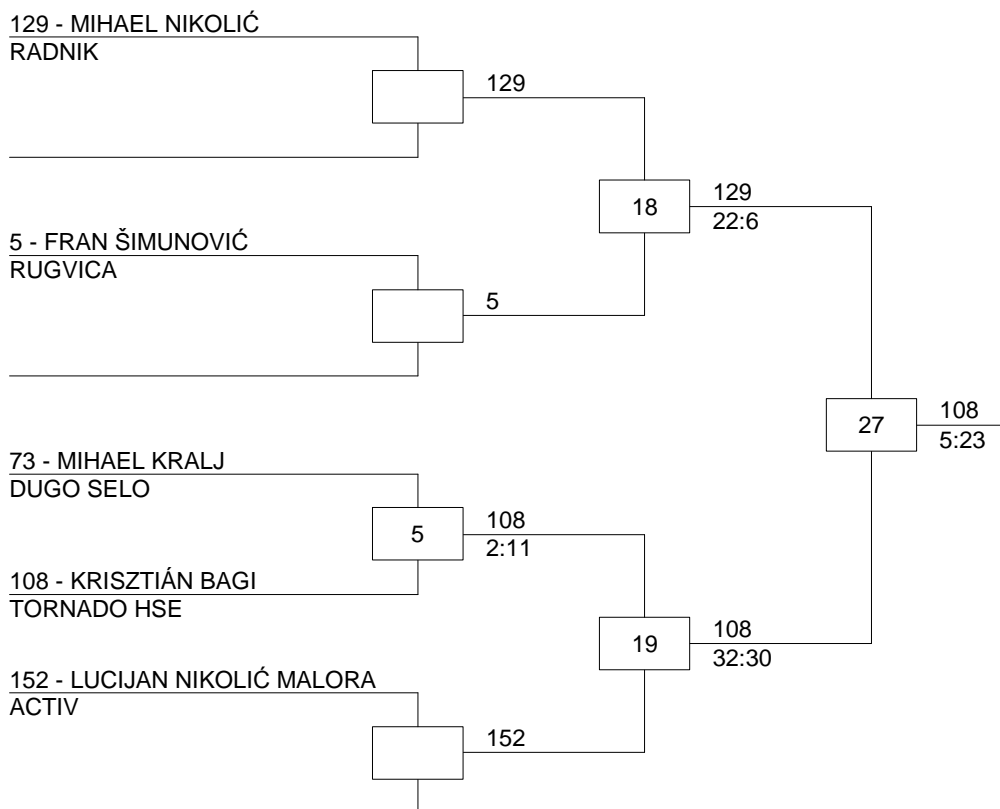 129 - MIHAEL NIKOLIĆ
RADNIK
129
18
129
22:6
5 - FRAN ŠIMUNOVIĆ
RUGVICA
5
27
108
5:23
73 - MIHAEL KRALJ
DUGO SELO
5
108
2:11
108 - KRISZTIÁN BAGI
TORNADO HSE
19
108
32:30
152 - LUCIJAN NIKOLIĆ MALORA
ACTIV
152